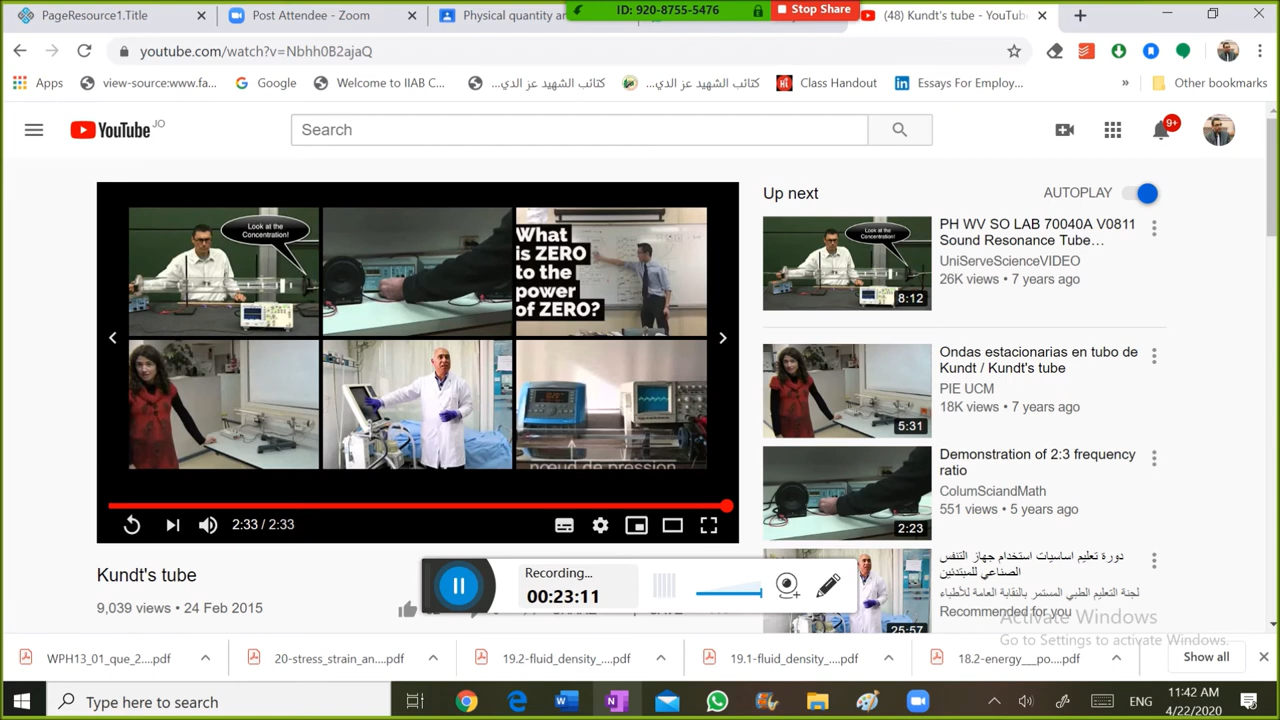 PageResource1.Title
Post Attendee - Zoom
Physical quantity an
ID: 920-8755-5476
Stop Share
(48) Kundt's tube - YouTube
youtube.com/watch?v=Nbhh0B2ajaQ
Apps
view-source:www.fa...
Google
Welcome to IIAB C...
كتائب الشهيد عز الدي...
كتائب الشهيد عز الدي...
Class Handout
Essays For Employ...
»
Other bookmarks
YouTube JO
Search
9+
Look at the
Concentration!
What
is ZERO
to the
power
of ZERO?
nœud de pression
2:33 / 2:33
Kundt's tube
9,039 views • 24 Feb 2015
Up next
AUTOPLAY
Look at the
Concentration!
8:12
PH WV SO LAB 70040A V0811
Sound Resonance Tube…
UniServeScienceVIDEO
26K views • 7 years ago
5:31
Ondas estacionarias en tubo de
Kundt / Kundt's tube
PIE UCM
18K views • 7 years ago
2:23
Demonstration of 2:3 frequency
ratio
ColumSciandMath
551 views • 5 years ago
25:57
دورة تعليم اساسيات استخدام جهاز التنفس
الصناعي للمبتدئين
لجنة التعليم الطبي المستمر بالنقابة العامة للأطباء
Recommended for you
Recording...
00:23:11
Activate Windows
Go to Settings to activate Windows.
WPH13_01_que_2....pdf
20-stress_strain_an....pdf
19.2-fluid_density_....pdf
19.1-fluid_density_....pdf
18.2-energy___po....pdf
Show all
Type here to search
ENG
11:42 AM
4/22/2020